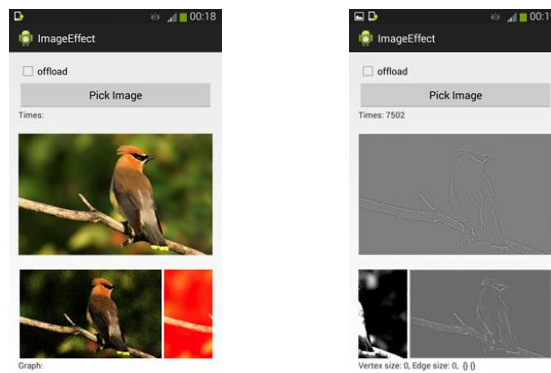 00:18
ImageEffect
offload
Pick Image
Times:
Graph:
00:19
ImageEffect
offload
Pick Image
Times: 7502
Vertex size: 0, Edge size: 0, {} {}